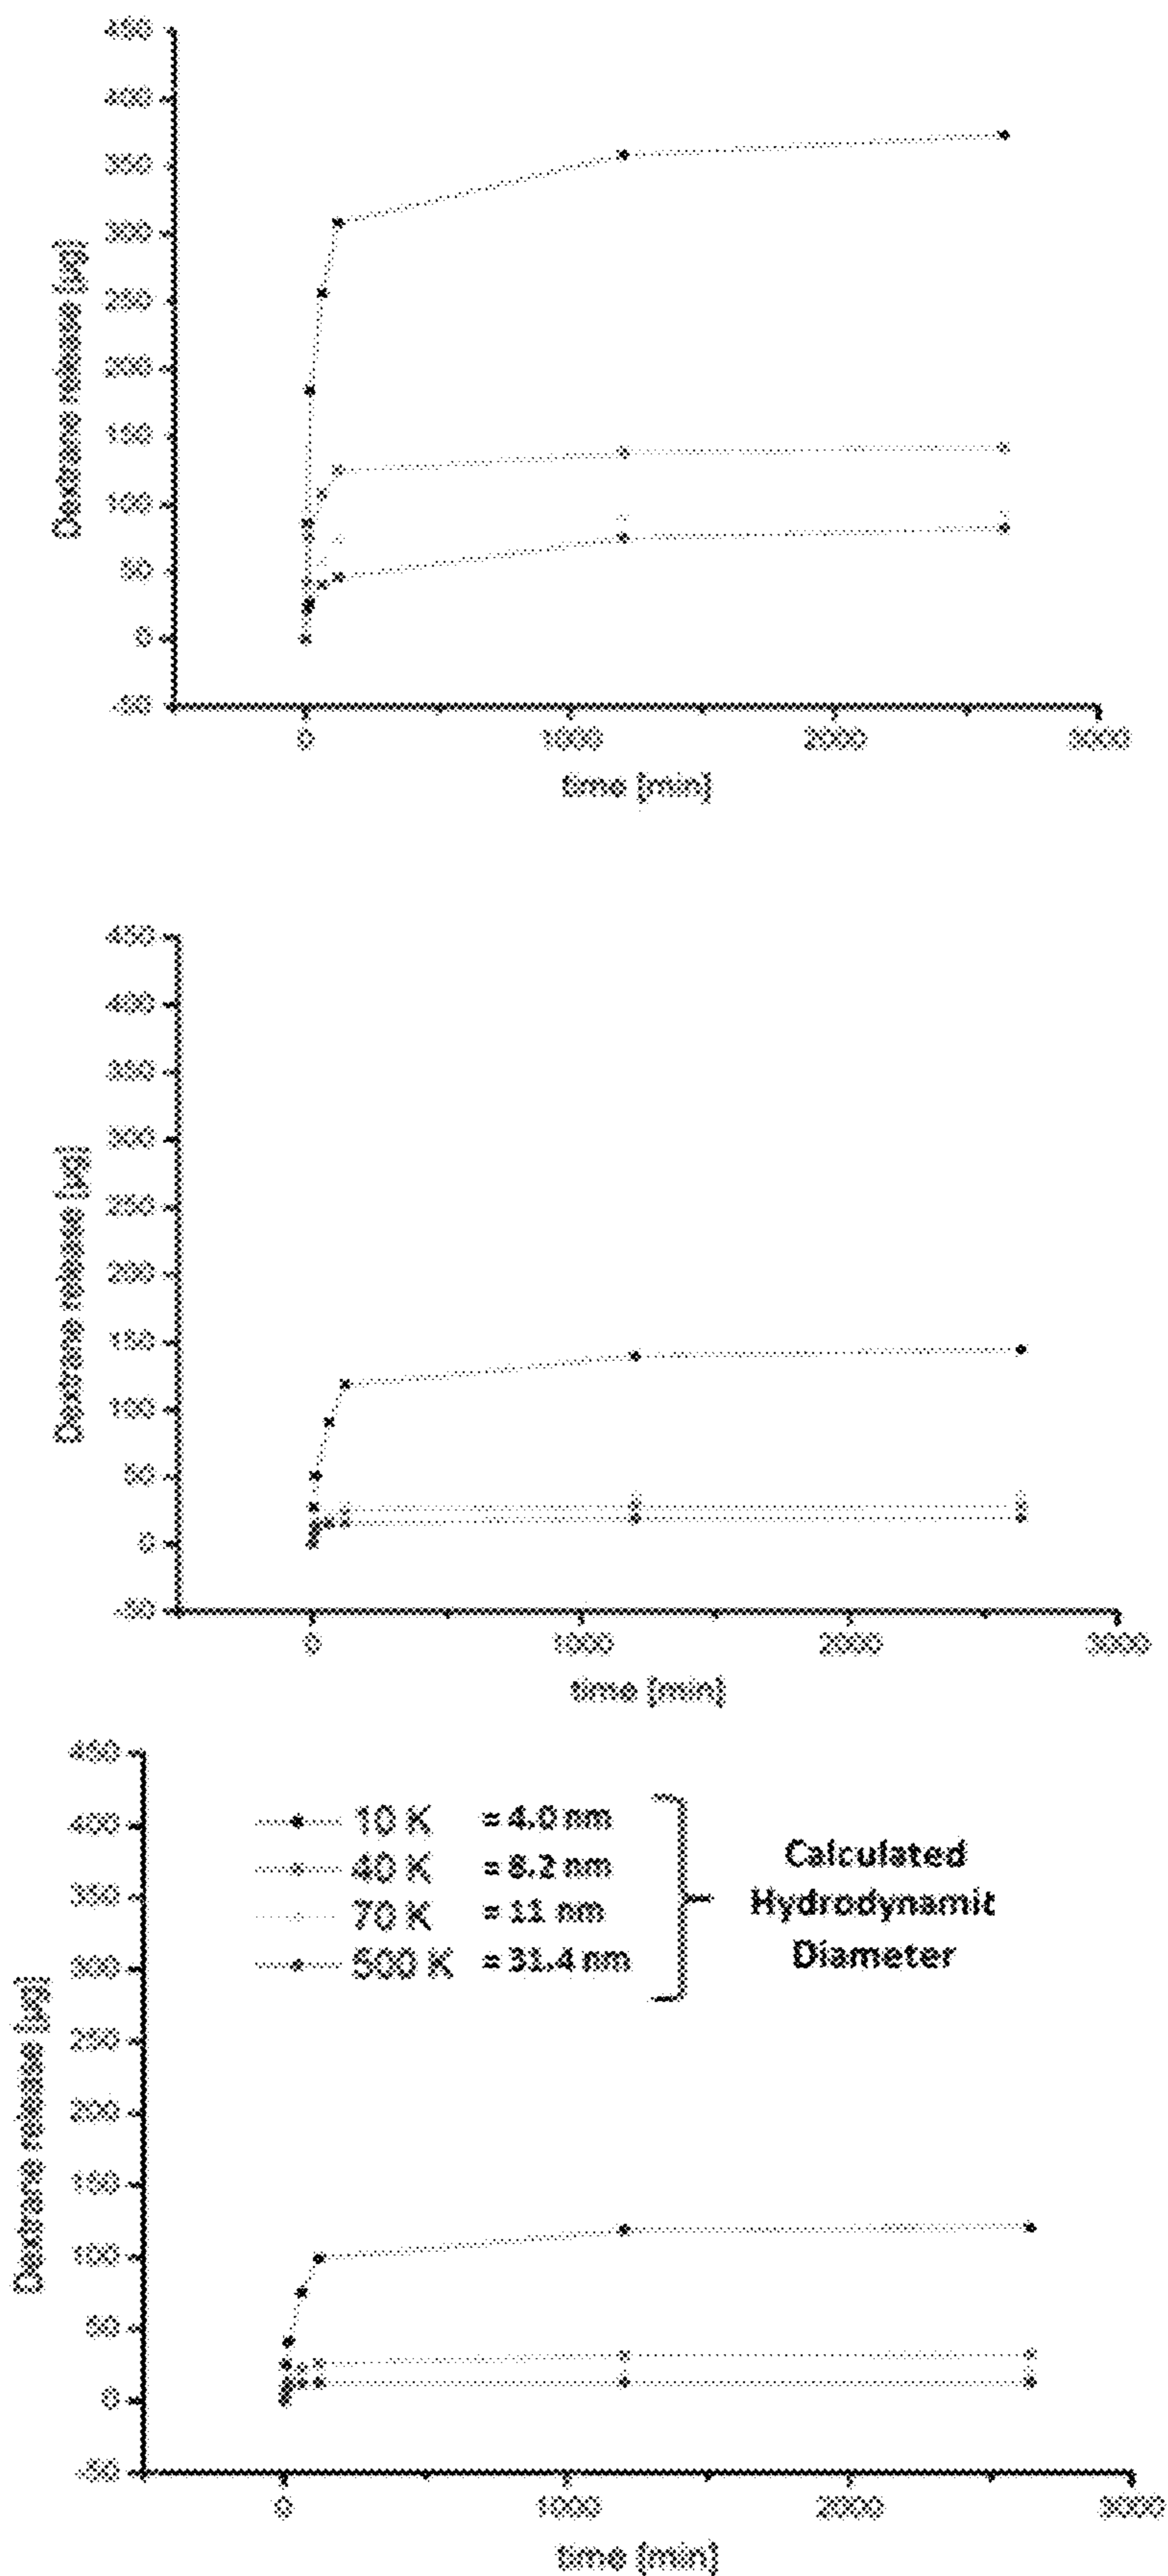 450
400
350
300
250
200
150
100
50
0
-50
Dextrane release [µg]
0 1000 2000 3000
time [min]
450
400
350
300
250
200
150
100
50
0
-50
Dextrane release [µg]
0 1000 2000 3000
time [min]
450
400
350
300
250
200
150
100
50
0
-50
Dextrane release [µg]
10 K = 4.0 nm
40 K = 8.2 nm
70 K = 11 nm
500 K = 31.4 nm
Calculated
Hydrodynamit
Diameter
0 1000 2000 3000
time [min]